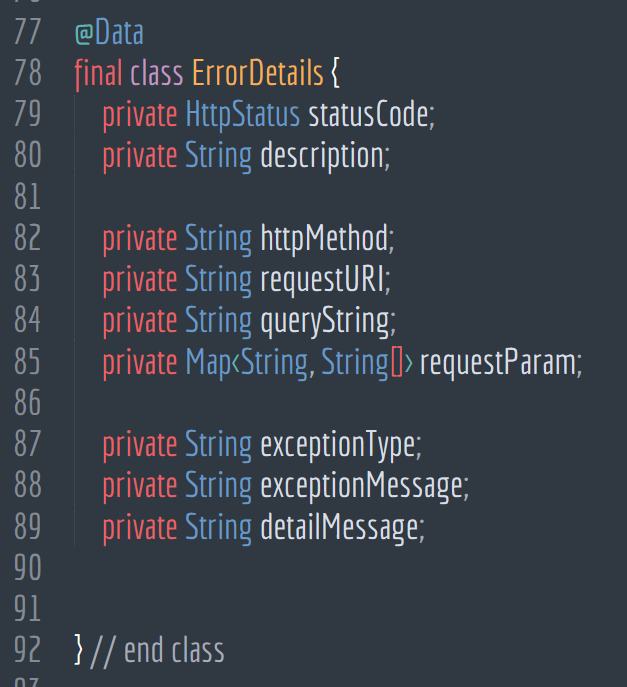 77 @Data
78 final class ErrorDetails {
79 private HttpStatus statusCode;
80 private String description;
81
82 private String httpMethod;
83 private String requestURI;
84 private String queryString;
85 private Map<String, String[]> requestParam;
86
87 private String exceptionType;
88 private String exceptionMessage;
89 private String detailMessage;
90
91
92 } // end class